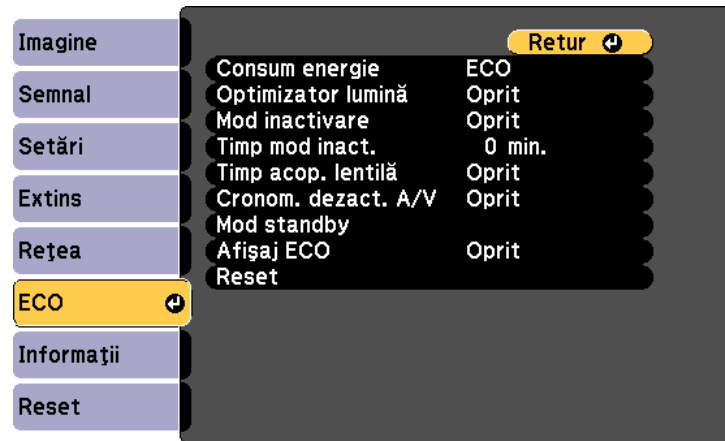 Imagine
Semnal
Setări
Extins
Reţea
ECO
Informaţii
Reset
Retur
Consum energie ECO
Optimizator lumină Oprit
Mod inactivare Oprit
Timp mod inact. 0 min.
Timp acop. lentilă Oprit
Cronom. dezact. A/V Oprit
Mod standby
Afişaj ECO Oprit
Reset